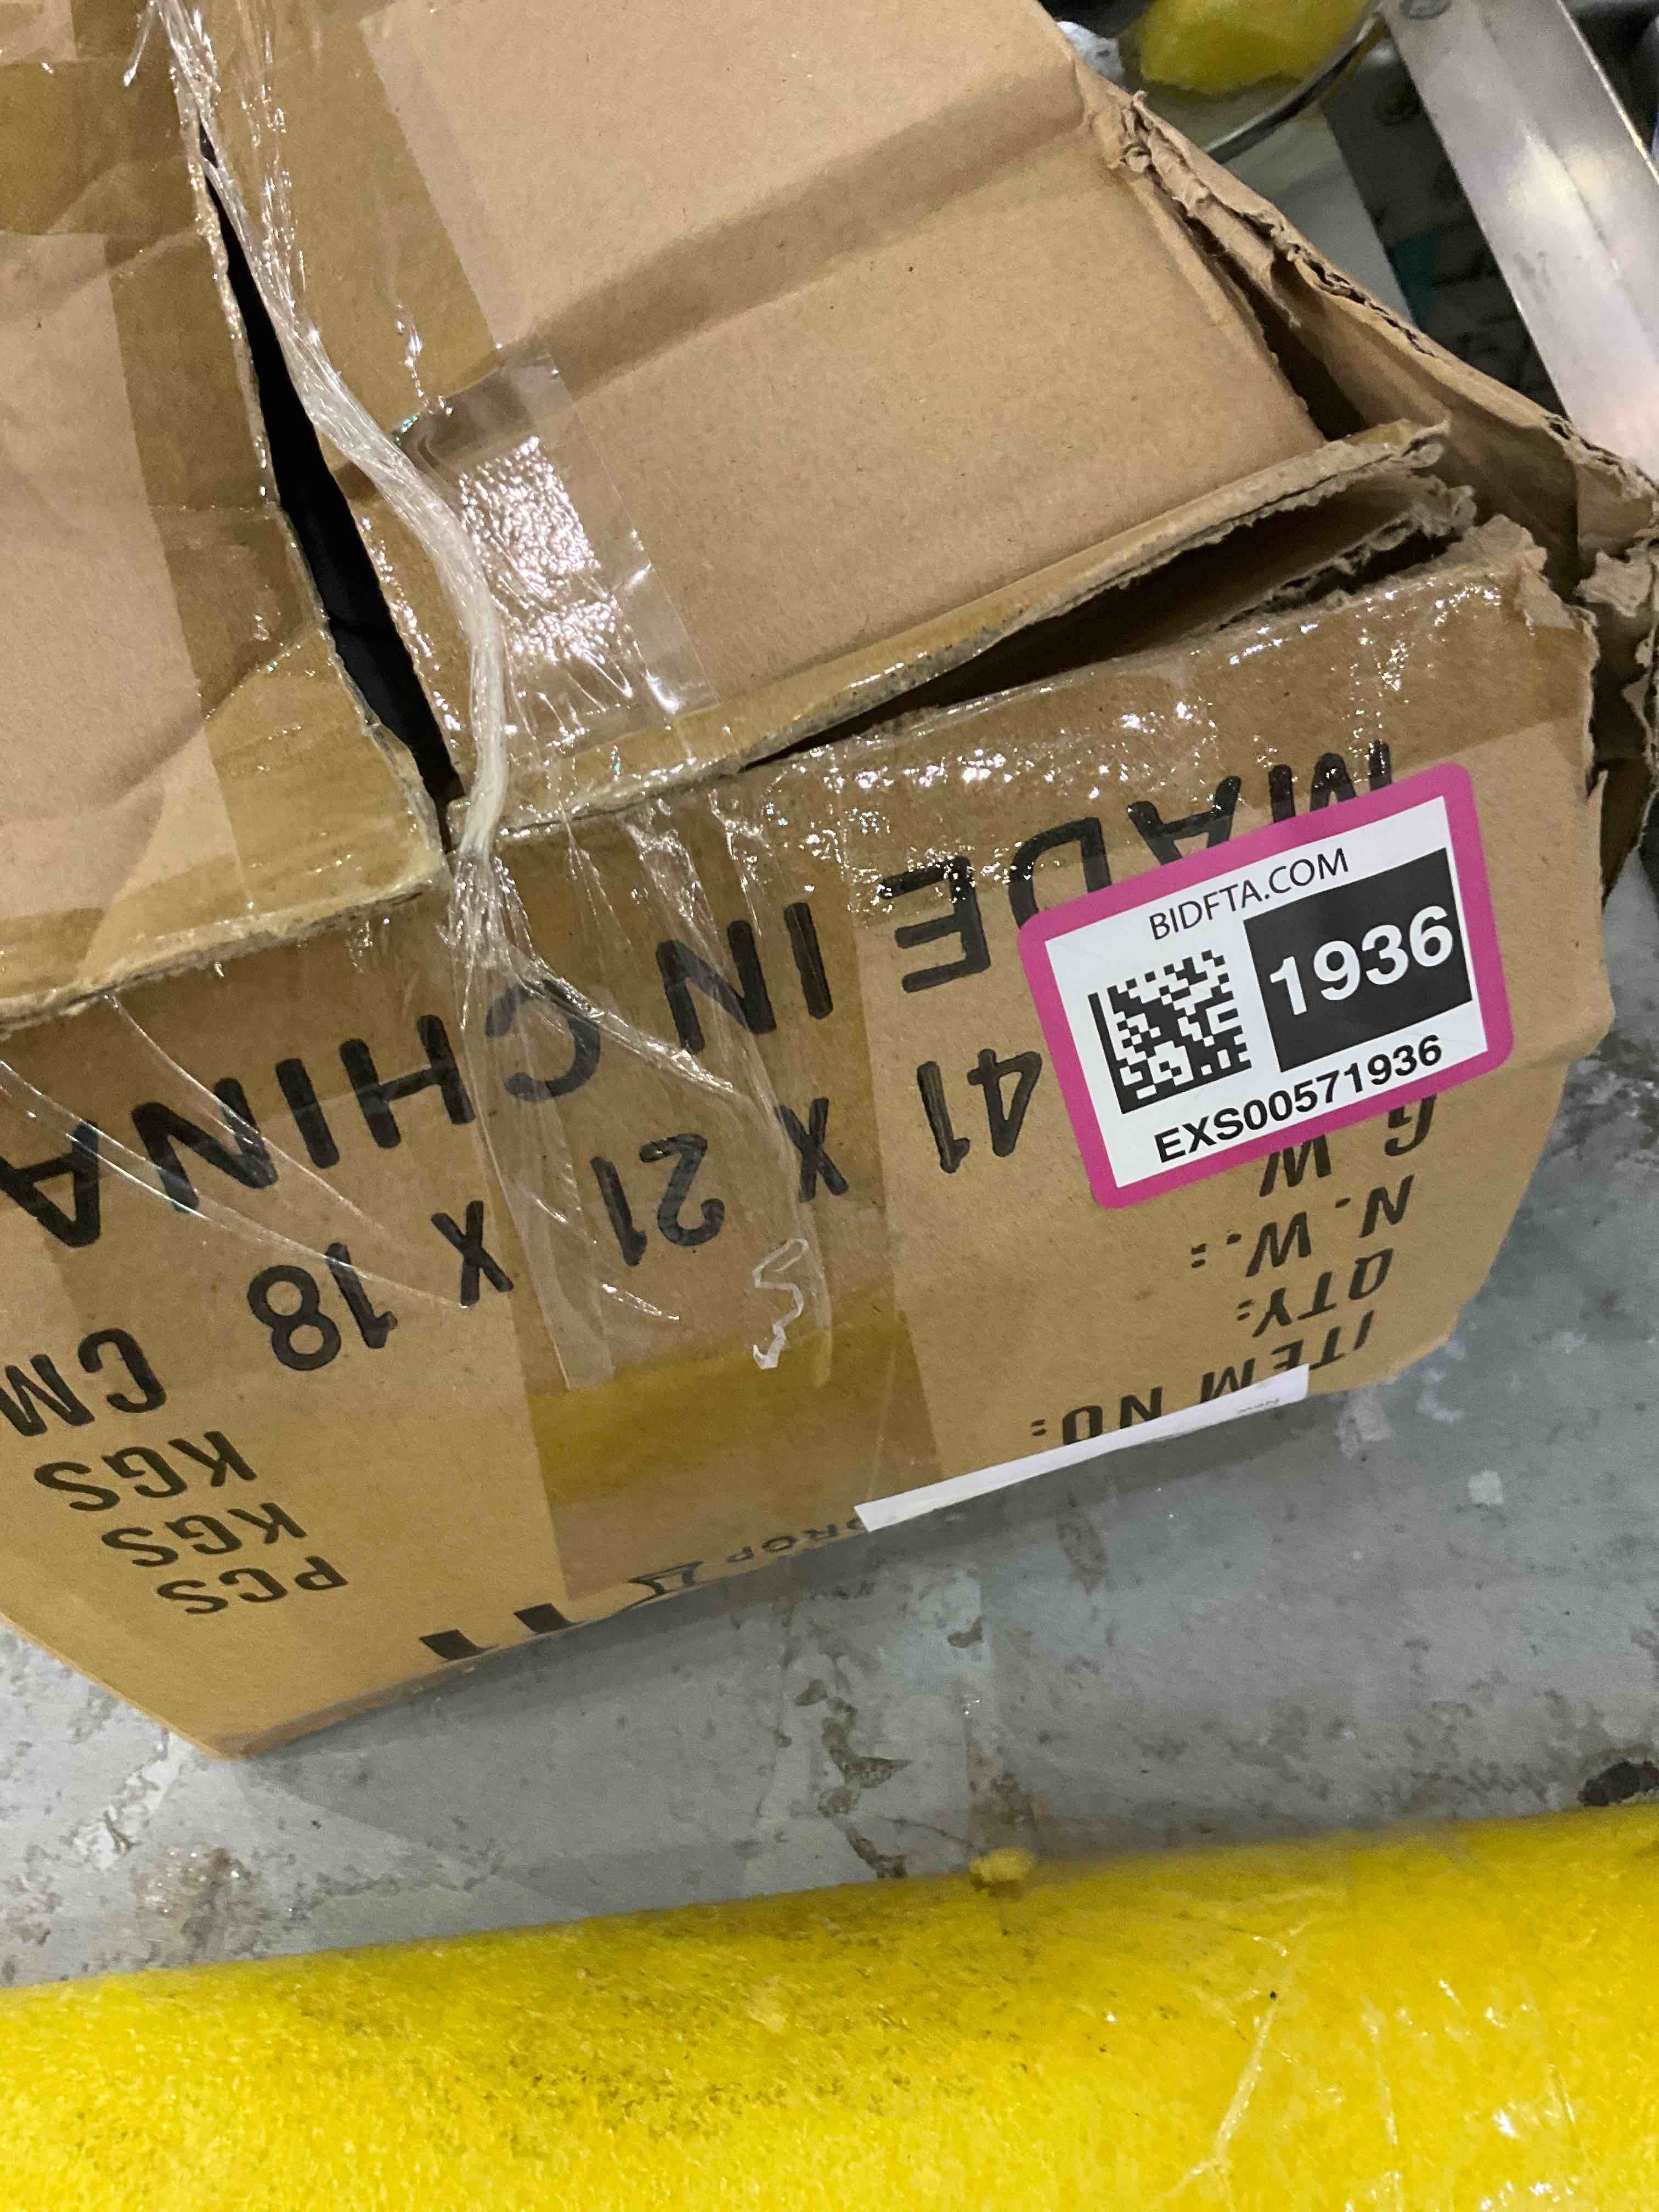 BIDFTA.COM
1936
EXS00571936
ITEM NO:
QTY: PCS
N.W.: KGS
G.W KGS
41 X 21 X 18 CM
MADE IN CHINA